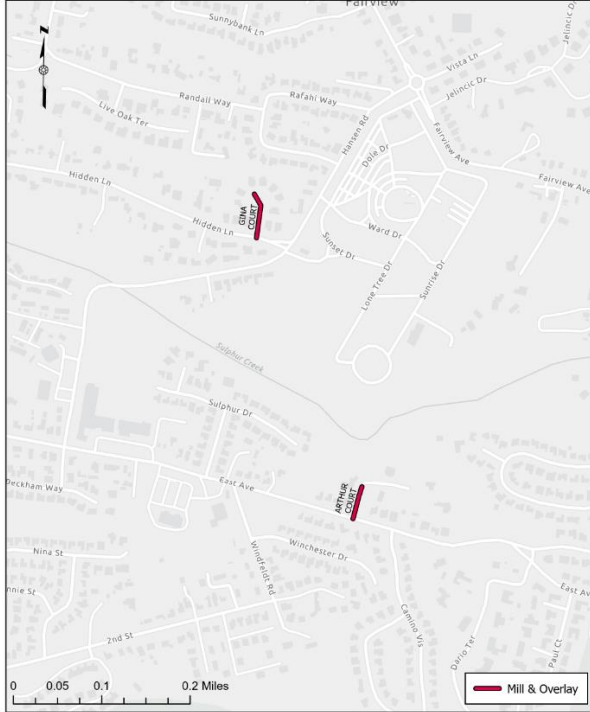 Fairview
Sunnybank Ln
Jelincic Dr
N
Vista Ln
Randall Way
Rafahi Way
Jelincic Dr
Live Oak Ter
Hansen Rd
Dole Dr
Fairview Ave
Hidden Ln
Fairview Ave
GINA
COURT
Hidden Ln
Ward Dr
Sunset Dr
Lone Tree Dr
Sunrise Dr
Sulphur Creek
Sulphur Dr
East Ave
Deckham Way
ARTHUR
COURT
Nina St
Winchester Dr
Windfeldt Rd
nnie St
East Av
Camino Vis
2nd St
Dario Ter
Paul Ct
0 0.05 0.1 0.2 Miles
Mill & Overlay